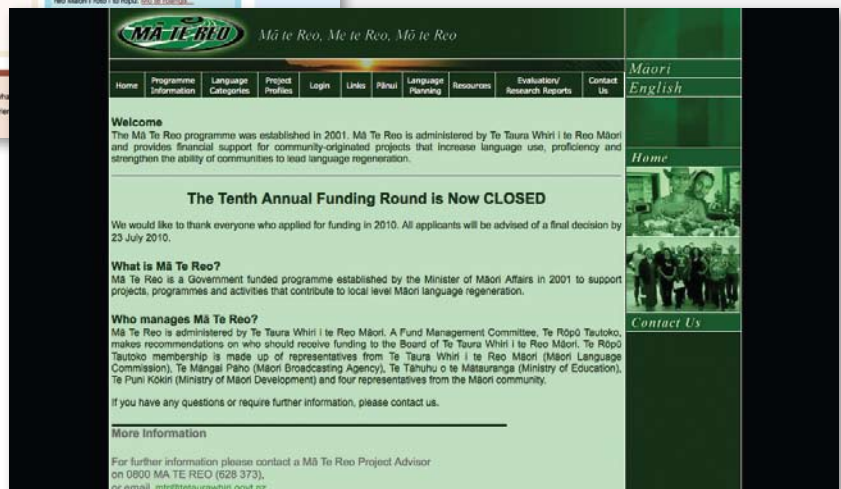 reo Māori i roto i to rōpū.
MĀ TE REO
Mā te Reo, Me te Reo, Mō te Reo
Home
Programme Information
Language Categories
Project Profiles
Login
Links
Pānui
Language Planning
Resources
Evaluation/ Research Reports
Contact Us
Māori
English
Home
Contact Us
Welcome
The Mā Te Reo programme was established in 2001. Mā Te Reo is administered by Te Taura Whiri i te Reo Māori
and provides financial support for community-originated projects that increase language use, proficiency and
strengthen the ability of communities to lead language regeneration.
The Tenth Annual Funding Round is Now CLOSED
We would like to thank everyone who applied for funding in 2010. All applicants will be advised of a final decision by
23 July 2010.
What is Mā Te Reo?
Mā Te Reo is a Government funded programme established by the Minister of Māori Affairs in 2001 to support
projects, programmes and activities that contribute to local level Māori language regeneration.
Who manages Mā Te Reo?
Mā Te Reo is administered by Te Taura Whiri i te Reo Māori. A Fund Management Committee, Te Rōpū Tautoko,
makes recommendations on who should receive funding to the Board of Te Taura Whiri i te Reo Māori. Te Rōpū
Tautoko membership is made up of representatives from Te Taura Whiri i te Reo Māori (Māori Language
Commission), Te Māngai Pāho (Māori Broadcasting Agency), Te Tāhuhu o te Mātauranga (Ministry of Education),
Te Puni Kōkiri (Ministry of Māori Development) and four representatives from the Māori community.
If you have any questions or require further information, please contact us.
More Information
For further information please contact a Mā Te Reo Project Advisor
on 0800 MA TE REO (628 373),
or email mtr@tetaurawhiri.govt.nz